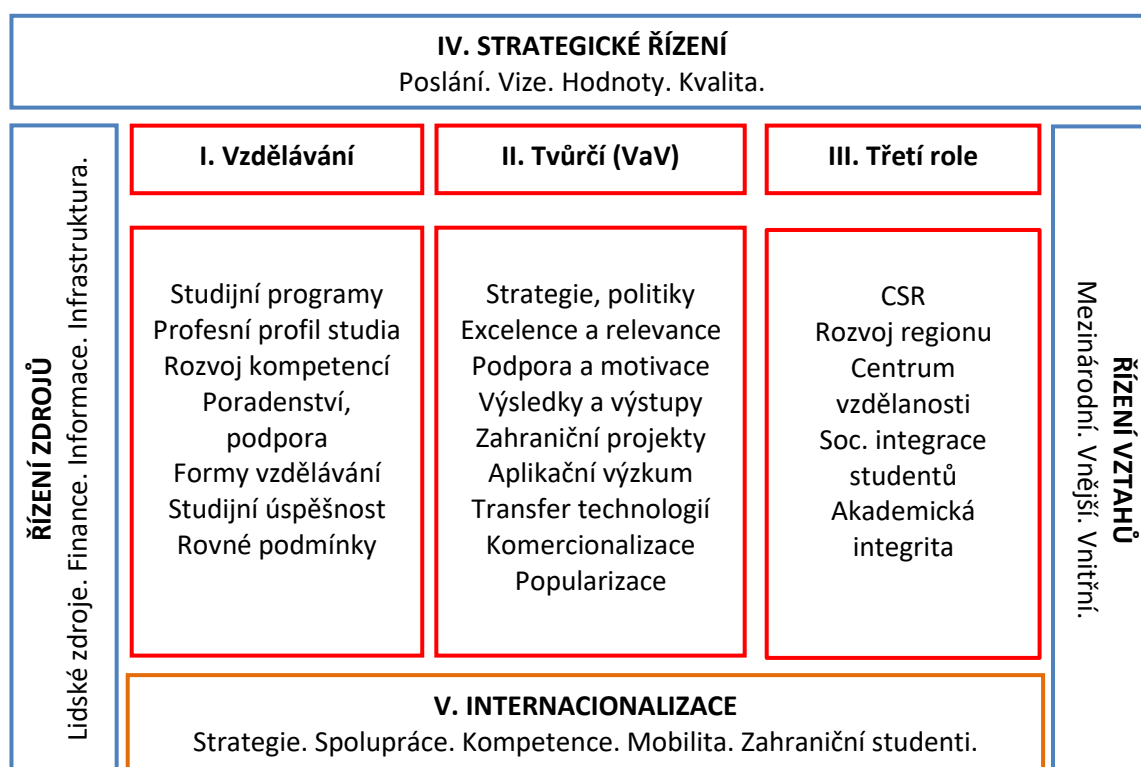 IV. STRATEGICKÉ ŘÍZENÍ
Poslání. Vize. Hodnoty. Kvalita.
ŘÍZENÍ ZDROJŮ
Lidské zdroje. Finance. Informace. Infrastruktura.
I. Vzdělávání
Studijní programy
Profesní profil studia
Rozvoj kompetencí
Poradenství,
podpora
Formy vzdělávání
Studijní úspěšnost
Rovné podmínky
II. Tvůrčí (VaV)
Strategie, politiky
Excelence a relevance
Podpora a motivace
Výsledky a výstupy
Zahraniční projekty
Aplikační výzkum
Transfer technologií
Komercionalizace
Popularizace
III. Třetí role
CSR
Rozvoj regionu
Centrum
vzdělanosti
Soc. integrace
studentů
Akademická
integrita
ŘÍZENÍ VZTAHŮ
Mezinárodní. Vnější. Vnitřní.
V. INTERNACIONALIZACE
Strategie. Spolupráce. Kompetence. Mobilita. Zahraniční studenti.